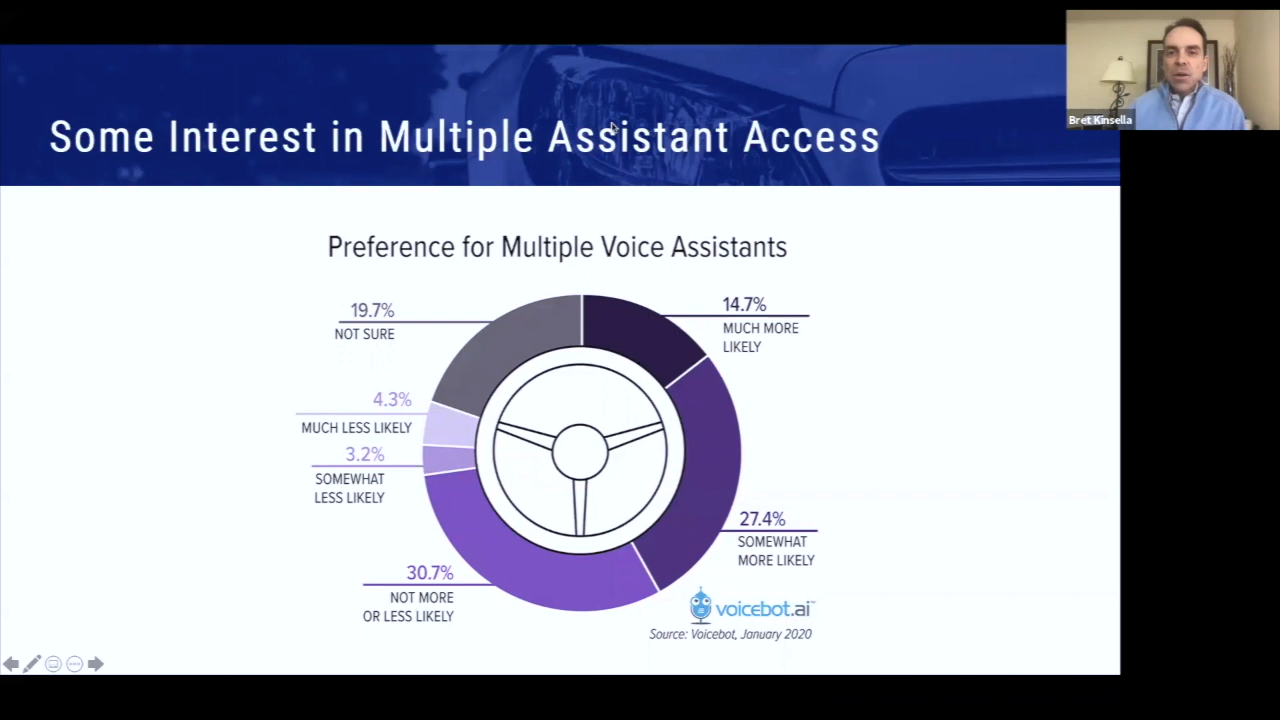 Bret Kinsella
Some Interest in Multiple Assistant Access
Preference for Multiple Voice Assistants
19.7%
NOT SURE
14.7%
MUCH MORE
LIKELY
4.3%
MUCH LESS LIKELY
3.2%
SOMEWHAT
LESS LIKELY
27.4%
SOMEWHAT
MORE LIKELY
30.7%
NOT MORE
OR LESS LIKELY
voicebot.ai™
Source: Voicebot, January 2020